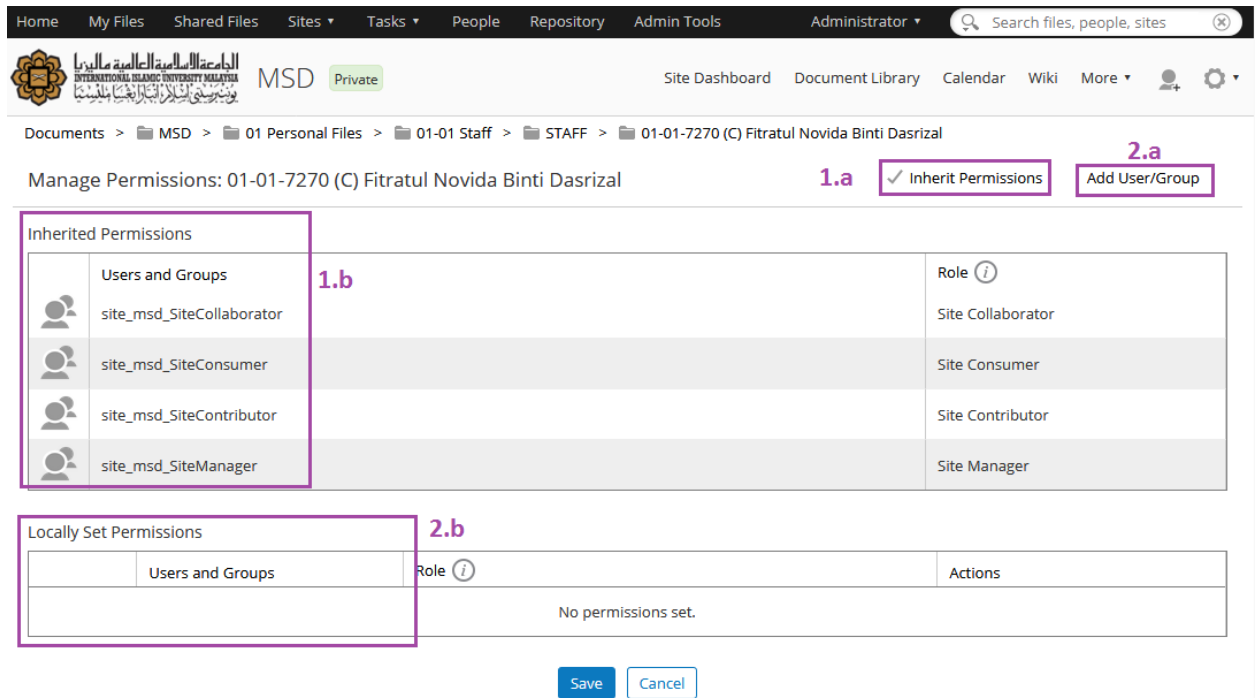 Home My Files Shared Files Sites ▾ Tasks ▾ People Repository Admin Tools Administrator ▾ Search files, people, sites
الجامعة الإسلامية العالمية ماليزيا
INTERNATIONAL ISLAMIC UNIVERSITY MALAYSIA
MSD Private Site Dashboard Document Library Calendar Wiki More ▾
Documents > MSD > 01 Personal Files > 01-01 Staff > STAFF > 01-01-7270 (C) Fitratul Novida Binti Dasrizal
2.a
Manage Permissions: 01-01-7270 (C) Fitratul Novida Binti Dasrizal 1.a ✓ Inherit Permissions Add User/Group
Inherited Permissions
Users and Groups 1.b Role
site_msd_SiteCollaborator Site Collaborator
site_msd_SiteConsumer Site Consumer
site_msd_SiteContributor Site Contributor
site_msd_SiteManager Site Manager
Locally Set Permissions 2.b
Users and Groups Role Actions
No permissions set.
Save Cancel